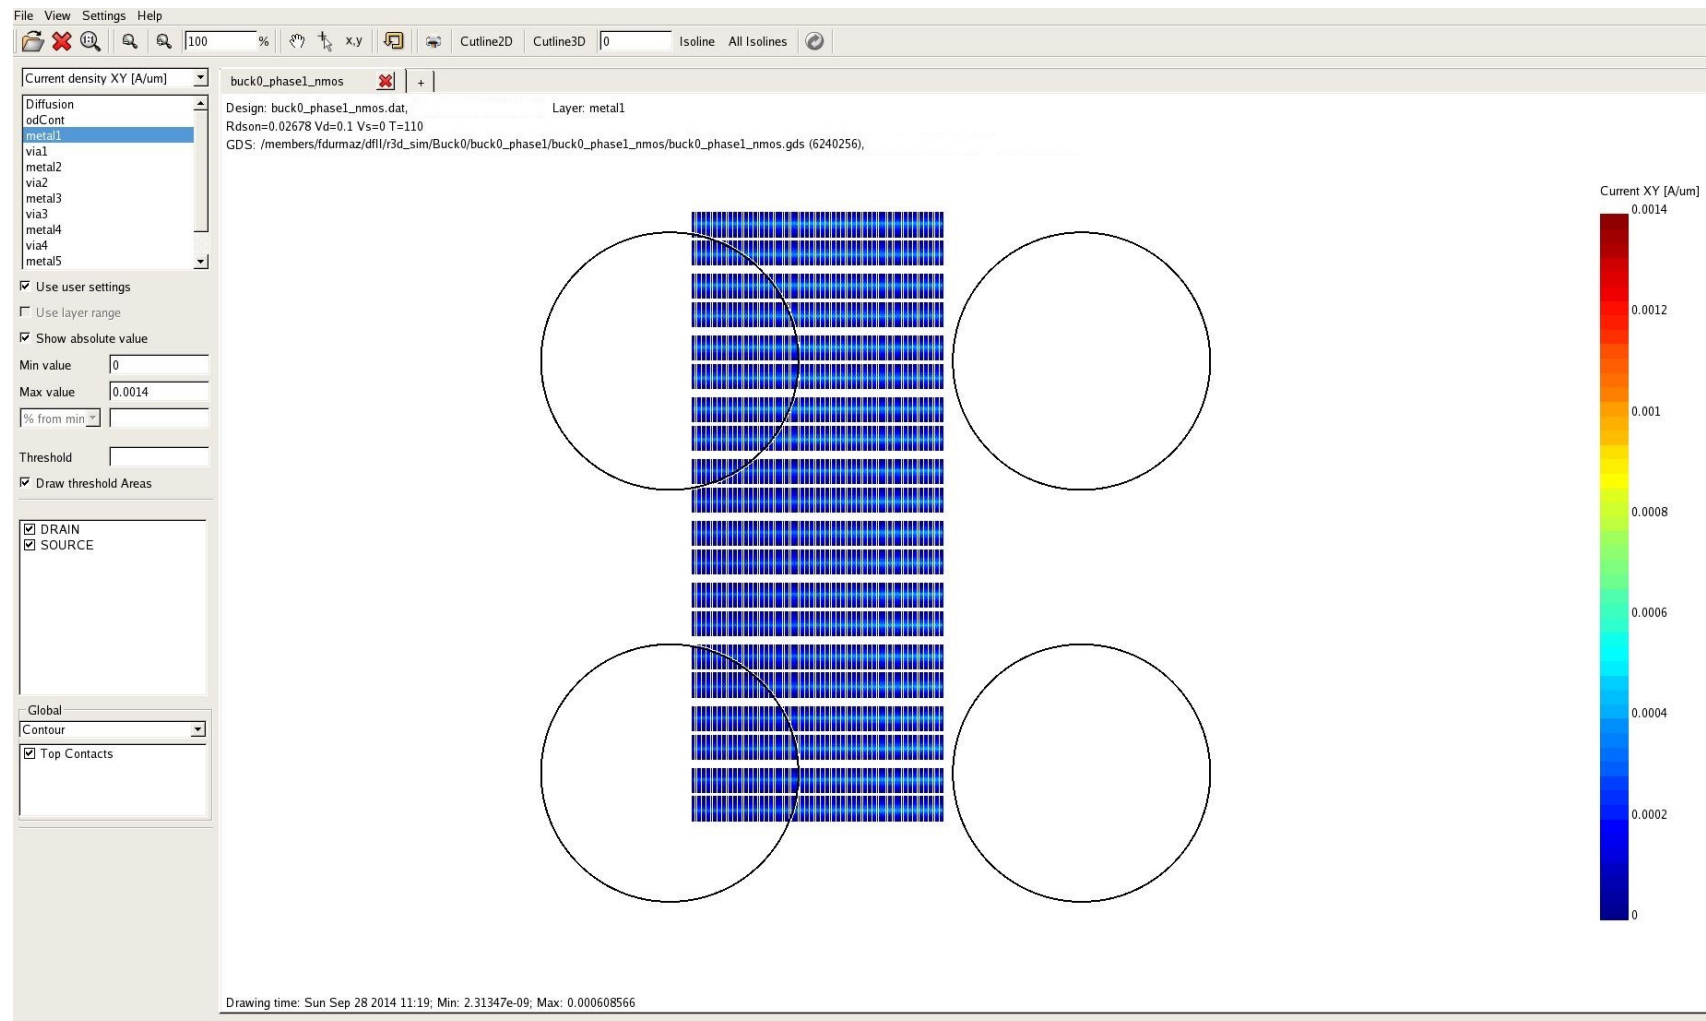 File View Settings Help
1:1 100 % x,y Cutline2D Cutline3D 0 Isoline All Isolines
Current density XY [A/um]
Diffusion
odCont
metal1
via1
metal2
via2
metal3
via3
metal4
via4
metal5
Use user settings
Use layer range
Show absolute value
Min value 0
Max value 0.0014
% from min
Threshold
Draw threshold Areas
DRAIN
SOURCE
Global
Contour
Top Contacts
buck0_phase1_nmos +
Design: buck0_phase1_nmos.dat, Layer: metal1
Rdson=0.02678 Vd=0.1 Vs=0 T=110
GDS: /members/fdurmaz/dfII/r3d_sim/Buck0/buck0_phase1/buck0_phase1_nmos/buck0_phase1_nmos.gds (6240256),
Current XY [A/um]
0.0014
0.0012
0.001
0.0008
0.0006
0.0004
0.0002
0
Drawing time: Sun Sep 28 2014 11:19; Min: 2.31347e-09; Max: 0.000608566